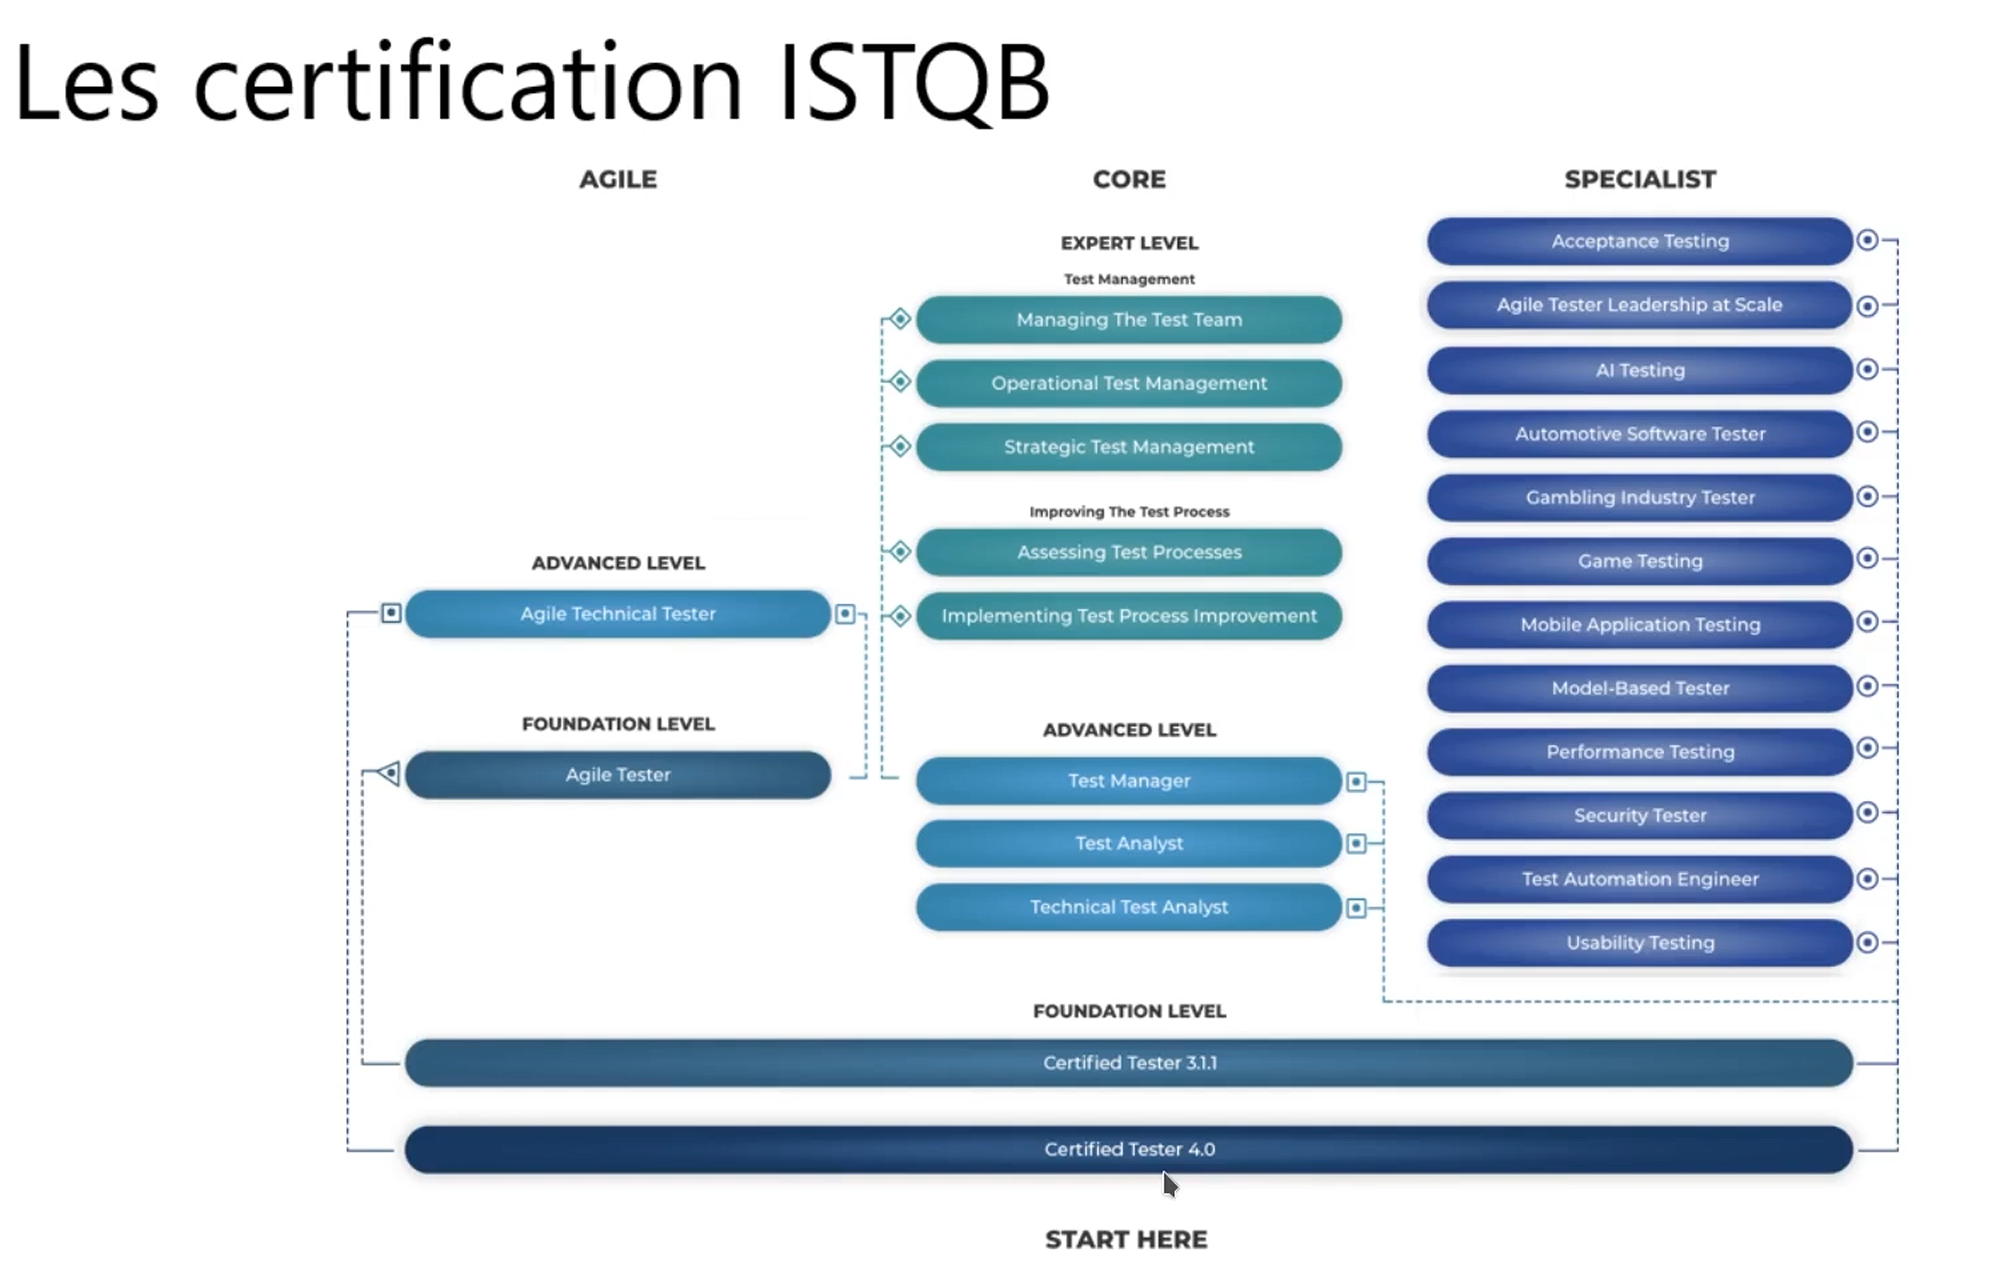 Les certification ISTQB
AGILE
ADVANCED LEVEL
Agile Technical Tester
FOUNDATION LEVEL
Agile Tester
CORE
EXPERT LEVEL
Test Management
Managing The Test Team
Operational Test Management
Strategic Test Management
Improving The Test Process
Assessing Test Processes
Implementing Test Process Improvement
ADVANCED LEVEL
Test Manager
Test Analyst
Technical Test Analyst
SPECIALIST
Acceptance Testing
Agile Tester Leadership at Scale
AI Testing
Automotive Software Tester
Gambling Industry Tester
Game Testing
Mobile Application Testing
Model-Based Tester
Performance Testing
Security Tester
Test Automation Engineer
Usability Testing
FOUNDATION LEVEL
Certified Tester 3.1.1
Certified Tester 4.0
START HERE